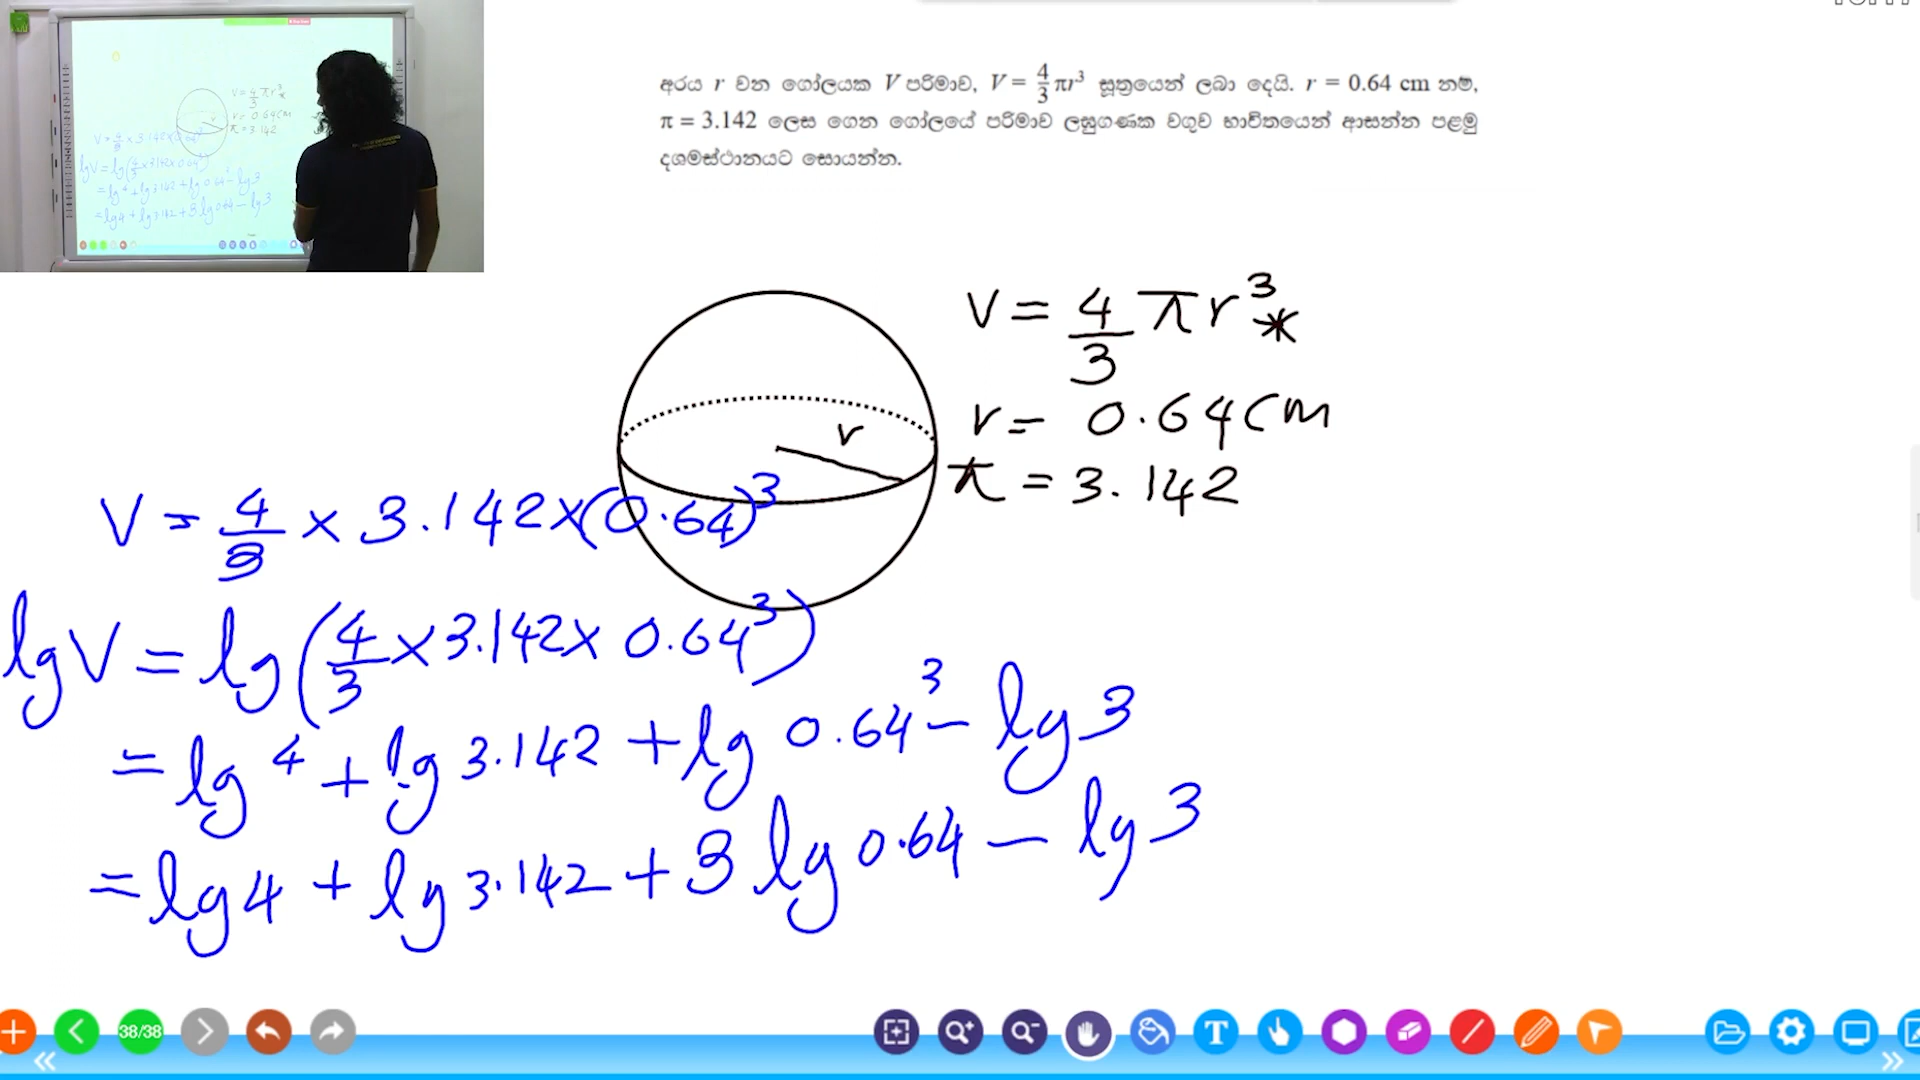 අරය r වන ගෝලයක V පරිමාව, V = 4/3 πr³ සූත්‍රයෙන් ලබා දෙයි. r = 0.64 cm නම්,
π = 3.142 ලෙස ගෙන ගෝලයේ පරිමාව ලඝුගණක වගුව භාවිතයෙන් ආසන්න පළමු
දශමස්ථානයට සොයන්න.
V = 4/3 π r³ *
r = 0.64 cm
π = 3.142
r
V = 4/3 × 3.142 × (0.64)³
lg V = lg (4/3 × 3.142 × 0.64³)
= lg 4 + lg 3.142 + lg 0.64³ − lg 3
= lg 4 + lg 3.142 + 3 lg 0.64 − lg 3
38/38
T